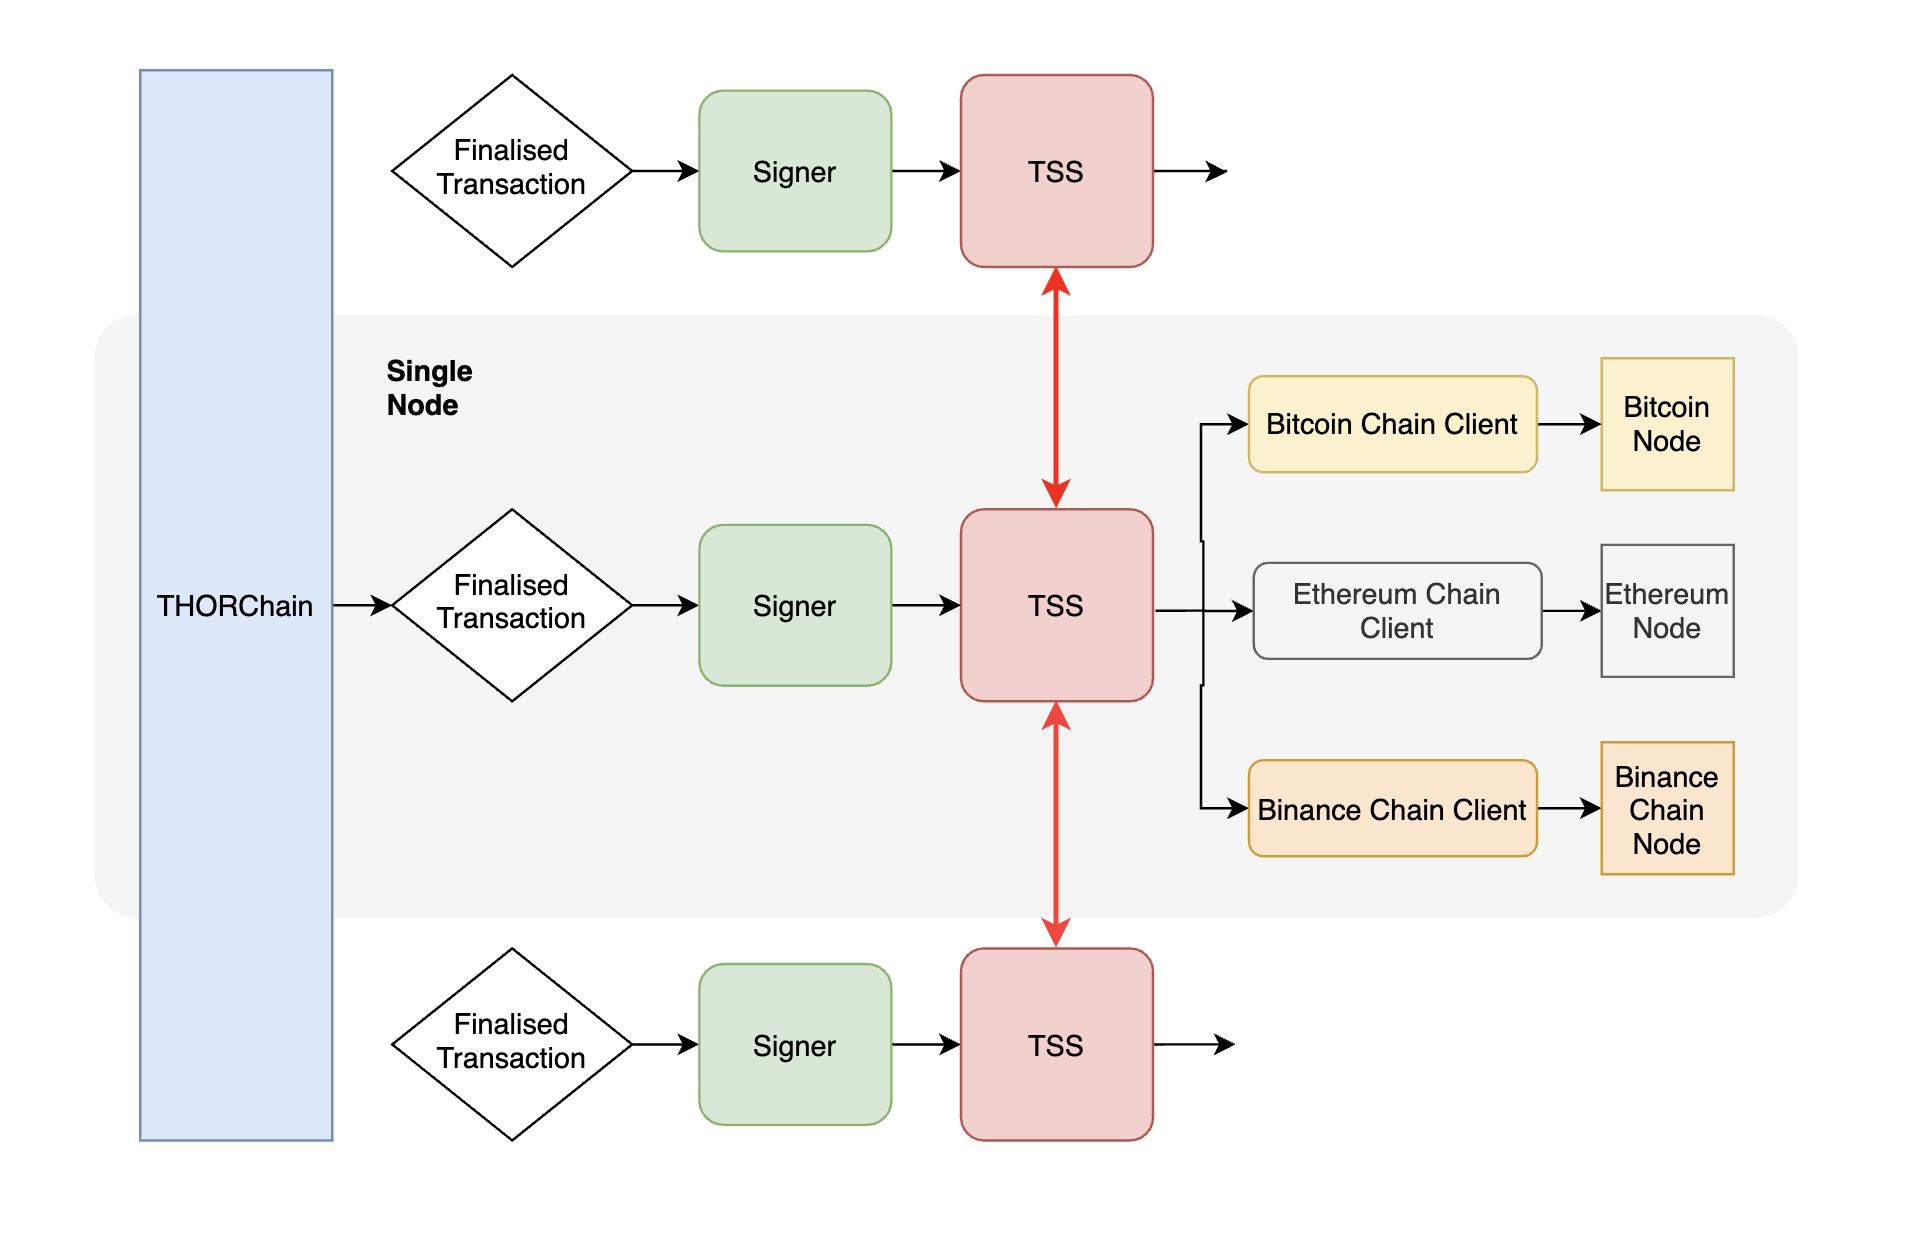 Finalised
Transaction
Signer
TSS
Single
Node
Bitcoin Chain Client
Bitcoin
Node
THORChain
Finalised
Transaction
Signer
TSS
Ethereum Chain
Client
Ethereum
Node
Binance Chain Client
Binance
Chain
Node
Finalised
Transaction
Signer
TSS